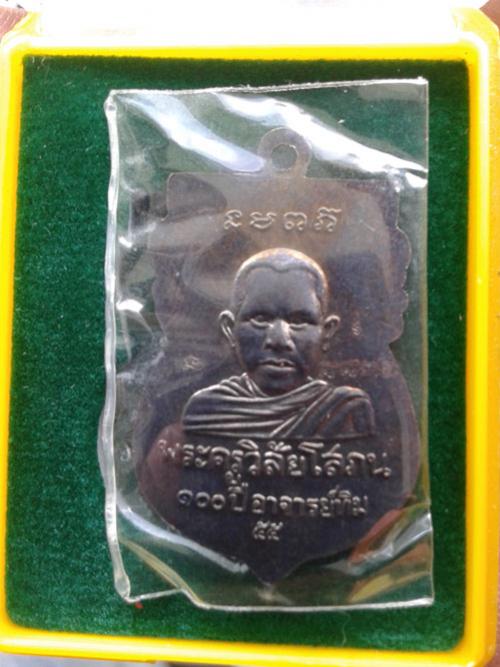 พระครูวิสัยโสภน
๑๐๐ปี อาจารย์ทิม
๕๕